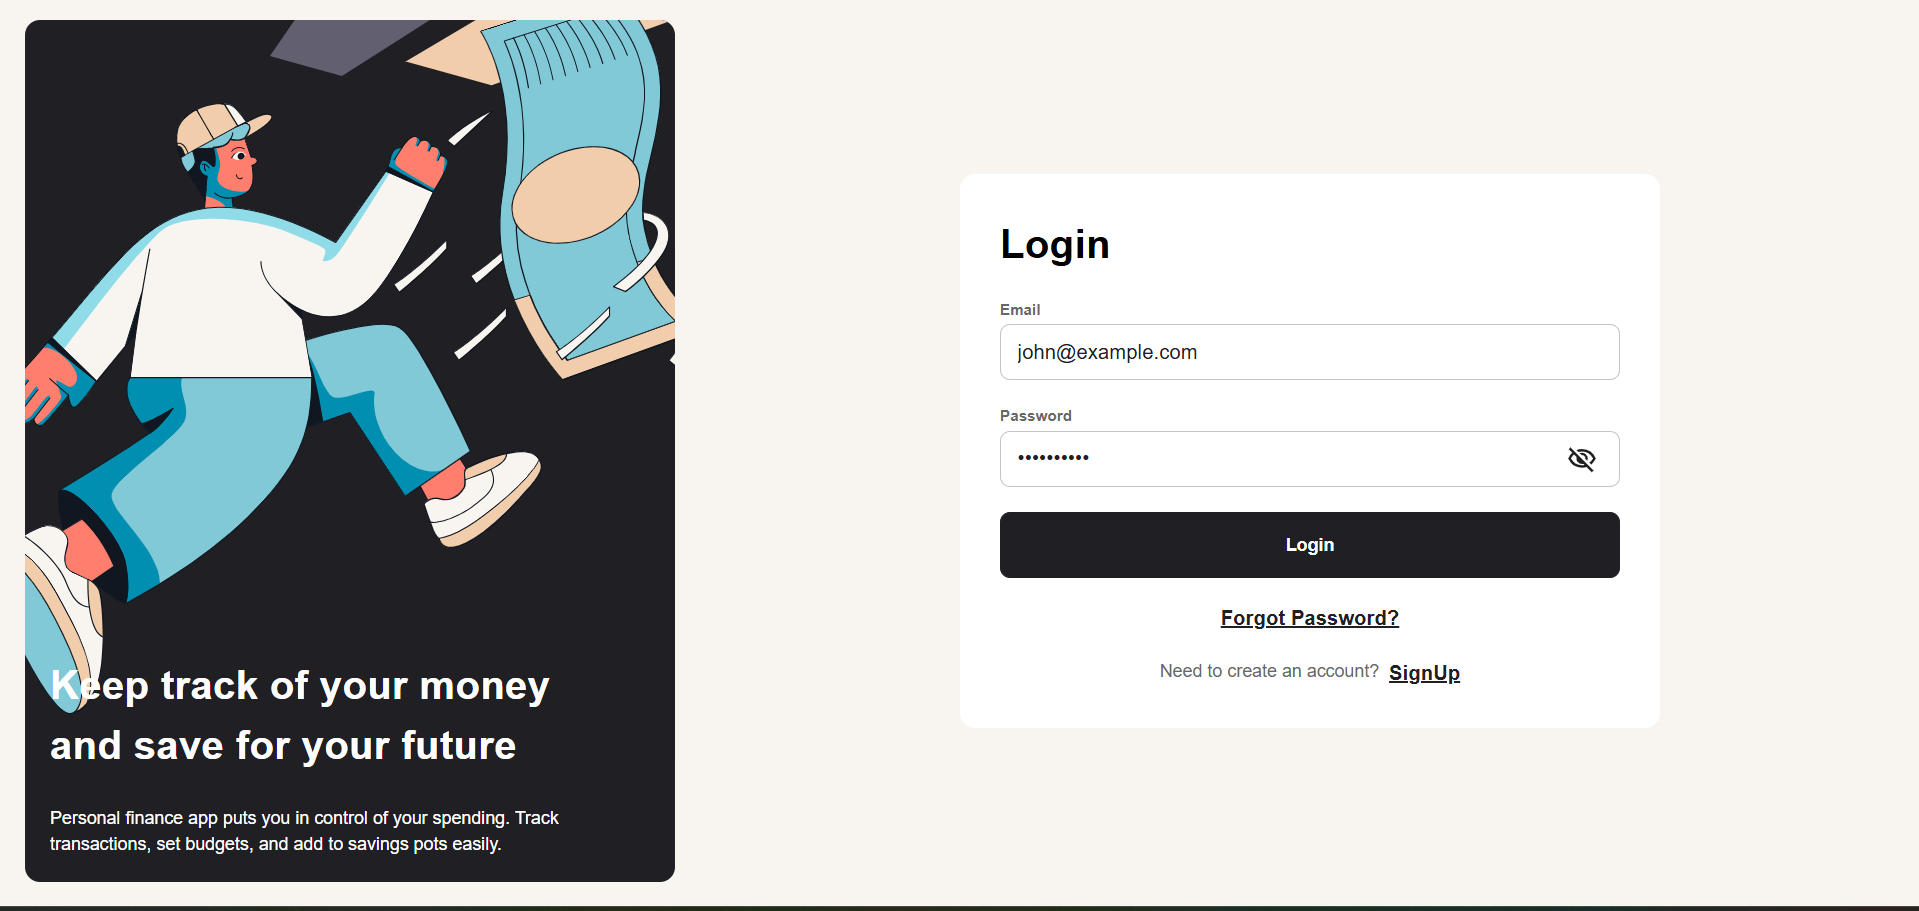 Keep track of your money
and save for your future
Personal finance app puts you in control of your spending. Track
transactions, set budgets, and add to savings pots easily.
Login
Email
john@example.com
Password
••••••••••
Login
Forgot Password?
Need to create an account? SignUp